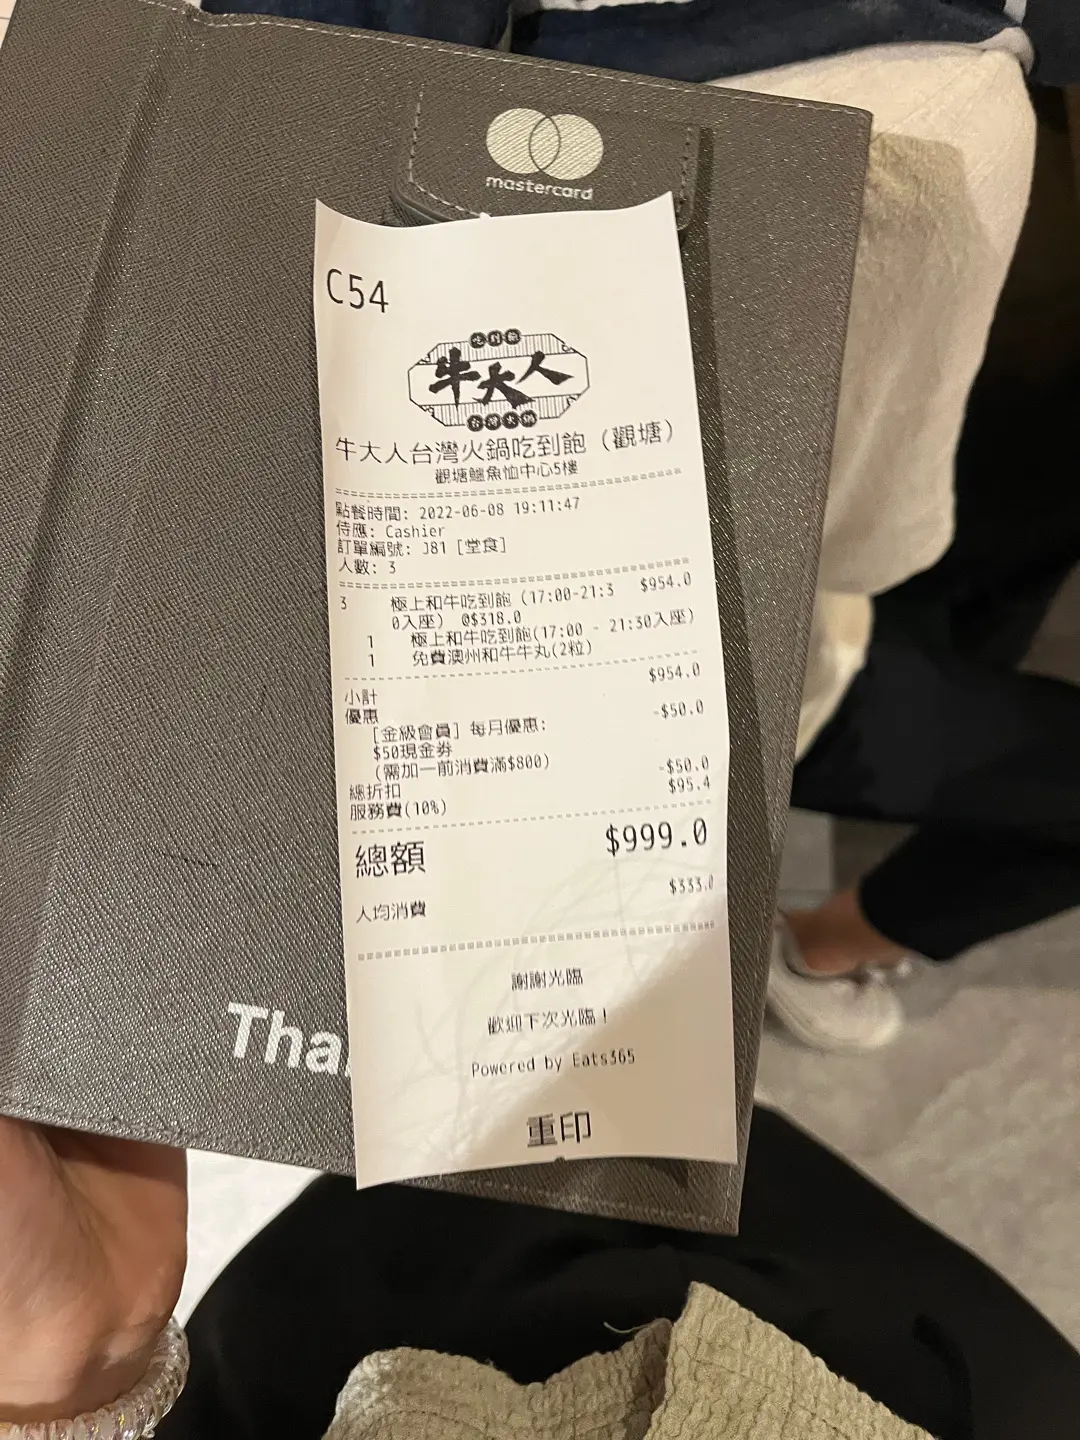 mastercard
C54
吃到飽
牛大人
台灣火鍋
牛大人台灣火鍋吃到飽 (觀塘)
觀塘鱷魚恤中心5樓
點餐時間: 2022-06-08 19:11:47
侍應: Cashier
訂單編號: J81 [堂食]
人數: 3
3 極上和牛吃到飽 (17:00-21:3 $954.0
0入座) @$318.0
1 極上和牛吃到飽(17:00 - 21:30入座)
1 免費澳州和牛牛丸(2粒)
小計 $954.0
優惠
[金級會員] 每月優惠: -$50.0
$50現金券
(需加一前消費滿$800)
總折扣 -$50.0
服務費(10%) $95.4
總額 $999.0
人均消費 $333.0
謝謝光臨
歡迎下次光臨!
Powered by Eats365
重印
Tha